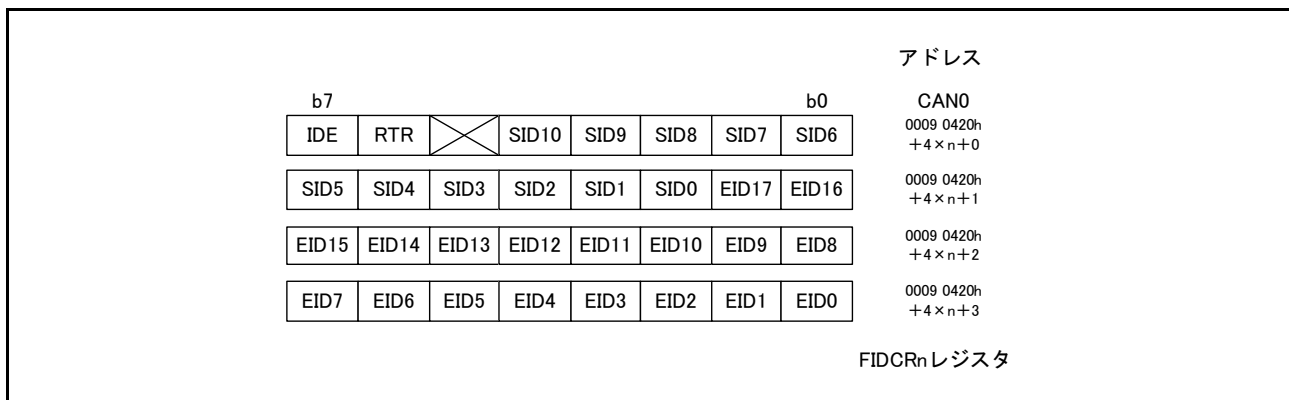 アドレス
b7 b0 CAN0
IDE RTR SID10 SID9 SID8 SID7 SID6 0009 0420h
+4×n+0
SID5 SID4 SID3 SID2 SID1 SID0 EID17 EID16 0009 0420h
+4×n+1
EID15 EID14 EID13 EID12 EID11 EID10 EID9 EID8 0009 0420h
+4×n+2
EID7 EID6 EID5 EID4 EID3 EID2 EID1 EID0 0009 0420h
+4×n+3
FIDCRnレジスタ